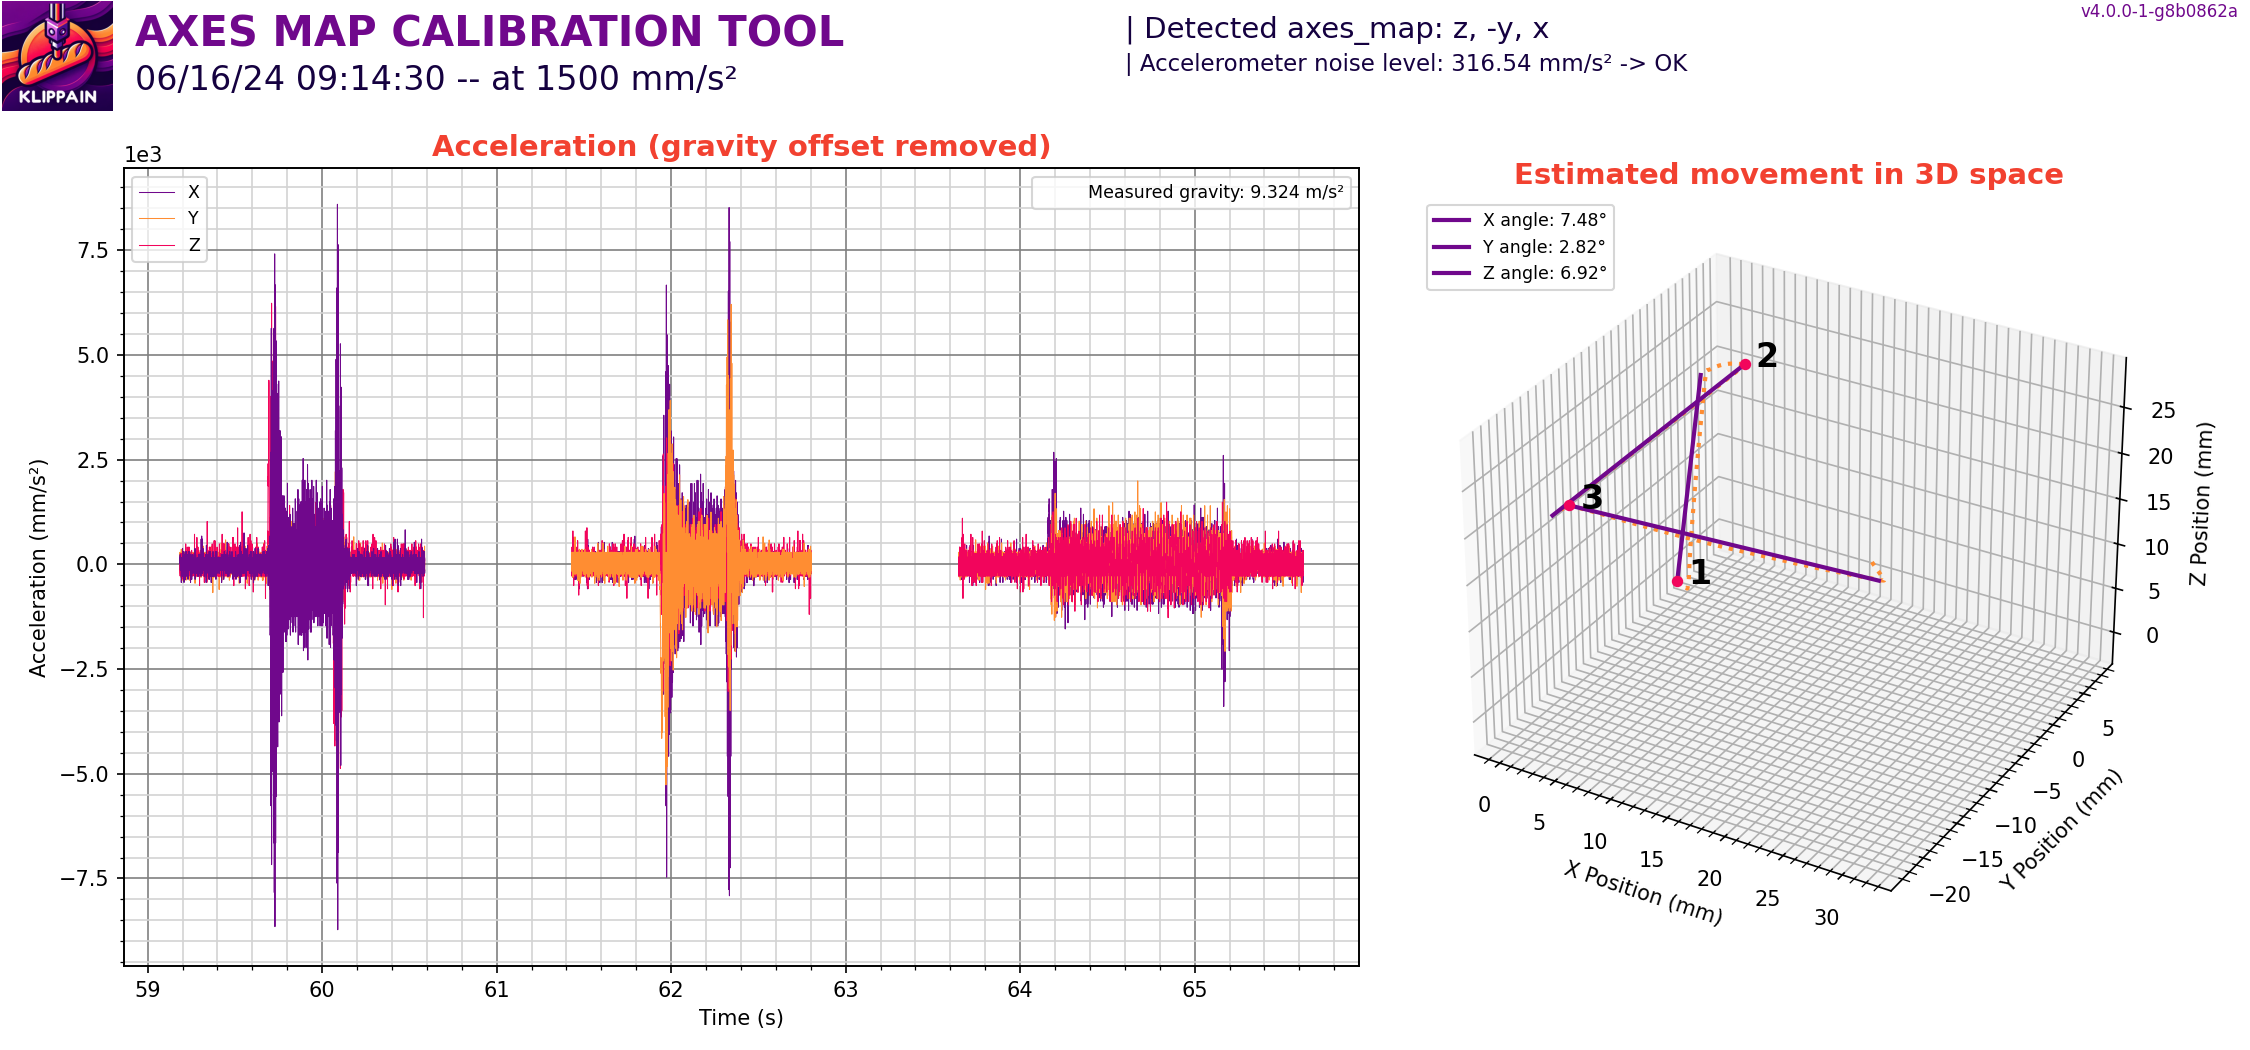 KLIPPAIN
AXES MAP CALIBRATION TOOL
06/16/24 09:14:30 -- at 1500 mm/s²
| Detected axes_map: z, -y, x
| Accelerometer noise level: 316.54 mm/s² -> OK
v4.0.0-1-g8b0862a
Acceleration (gravity offset removed)
1e3
X
Y
Z
Measured gravity: 9.324 m/s²
7.5
5.0
2.5
0.0
−2.5
−5.0
−7.5
Acceleration (mm/s²)
59
60
61
62
63
64
65
Time (s)
Estimated movement in 3D space
X angle: 7.48°
Y angle: 2.82°
Z angle: 6.92°
2
3
1
25
20
15
10
5
0
Z Position (mm)
5
0
−5
−10
−15
−20
Y Position (mm)
0
5
10
15
20
25
30
X Position (mm)